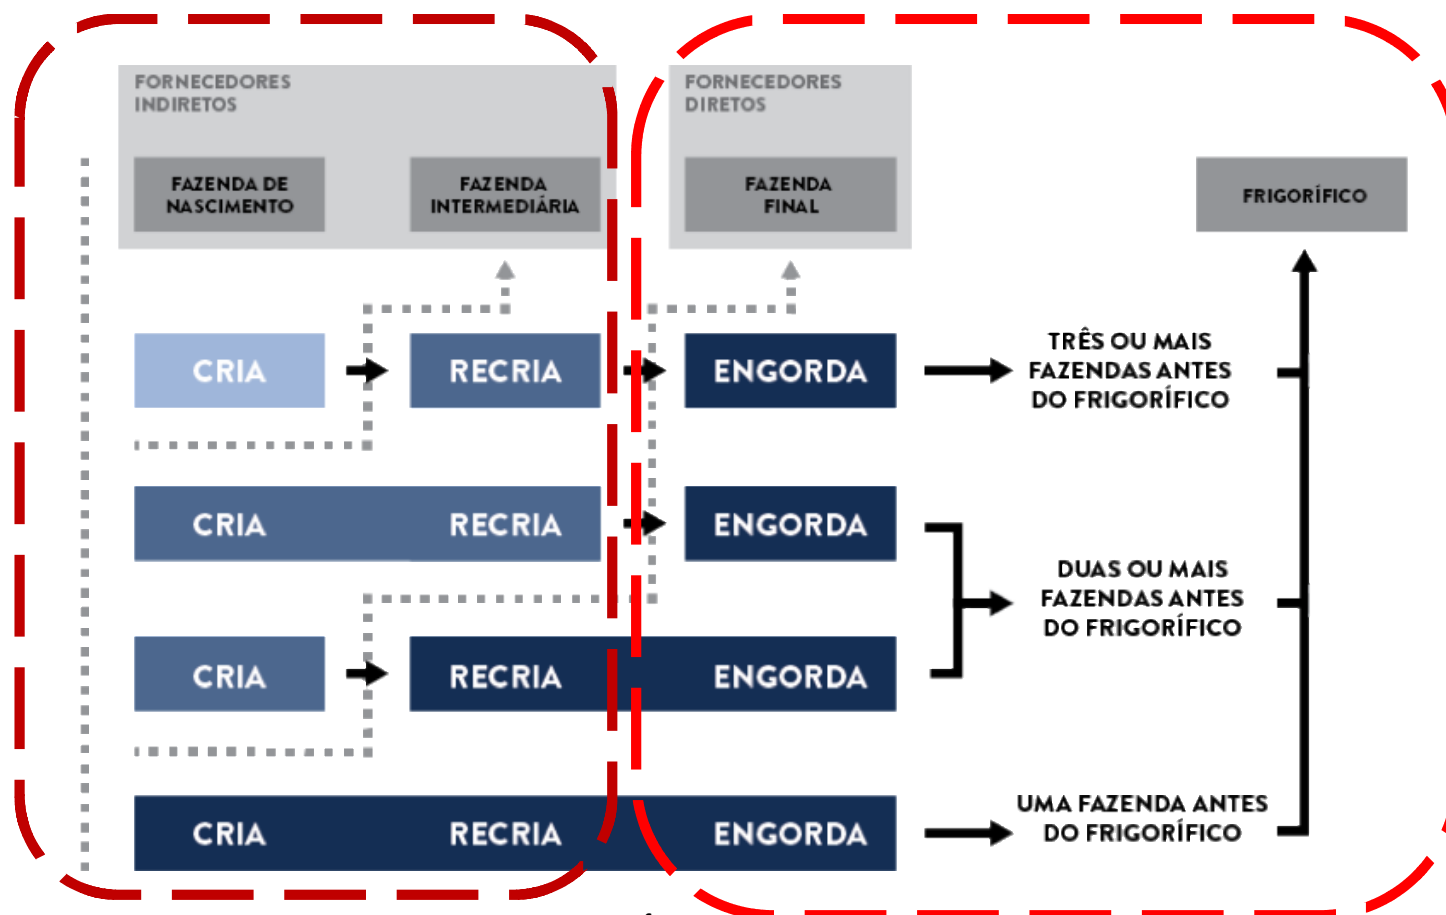 FORNECEDORES
INDIRETOS
FORNECEDORES
DIRETOS
FAZENDA DE
NASCIMENTO
FAZENDA
INTERMEDIÁRIA
FAZENDA
FINAL
FRIGORÍFICO
CRIA
RECRIA
ENGORDA
TRÊS OU MAIS
FAZENDAS ANTES
DO FRIGORÍFICO
CRIA
RECRIA
ENGORDA
DUAS OU MAIS
FAZENDAS ANTES
DO FRIGORÍFICO
CRIA
RECRIA
ENGORDA
CRIA
RECRIA
ENGORDA
UMA FAZENDA ANTES
DO FRIGORÍFICO